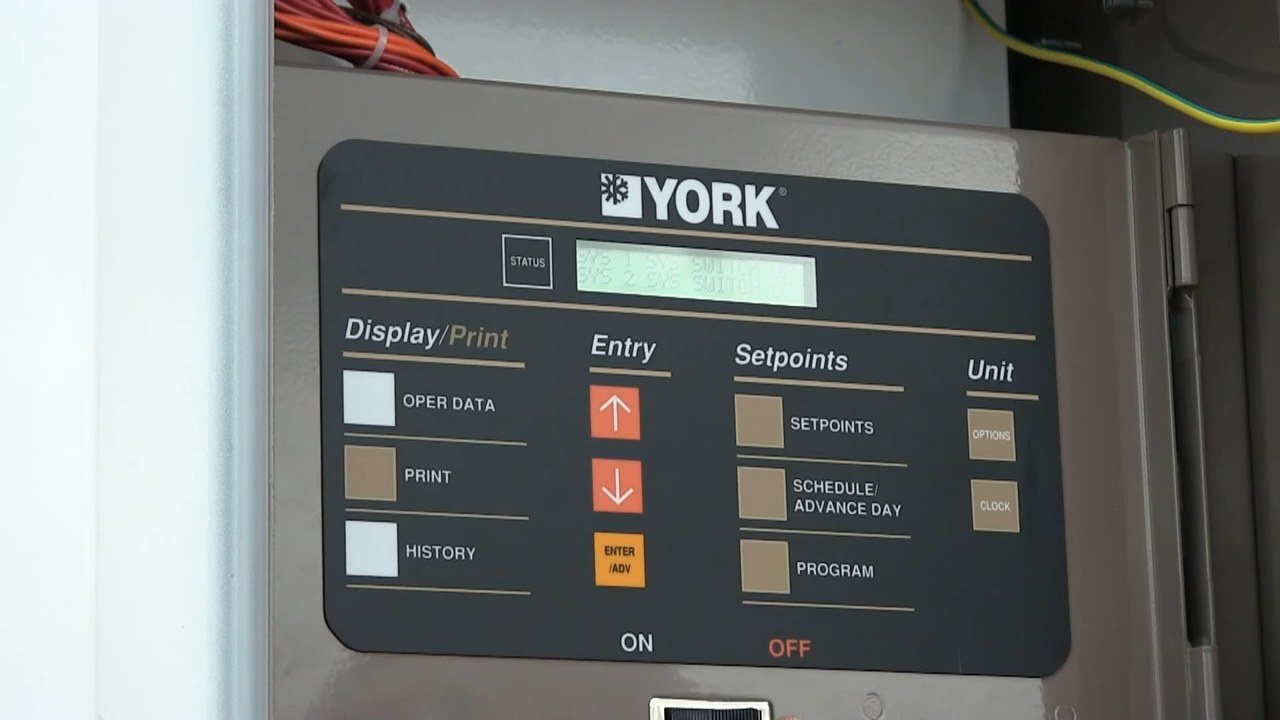 YORK®
STATUS
SYS 1 SYS SWITCH
SYS 2 SYS SWITCH
Display/Print
Entry
Setpoints
Unit
OPER DATA
PRINT
HISTORY
ENTER
/ADV
SETPOINTS
SCHEDULE/
ADVANCE DAY
PROGRAM
OPTIONS
CLOCK
ON
OFF